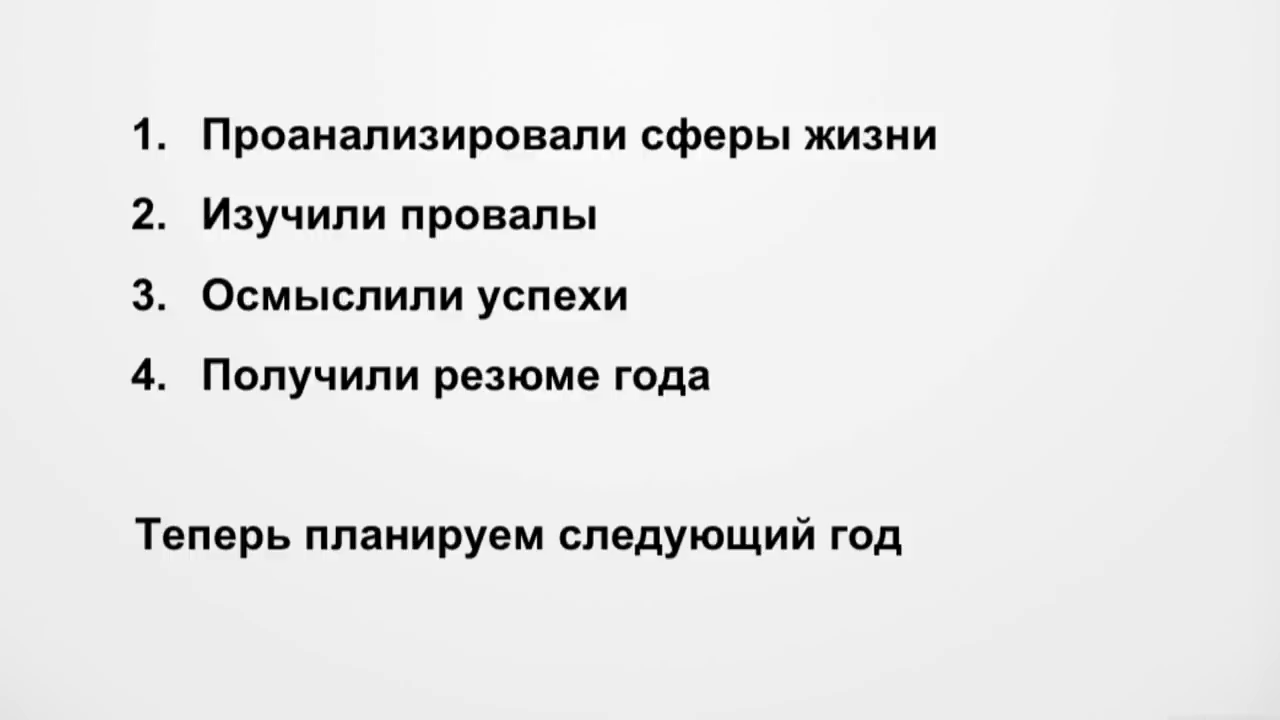 1. Проанализировали сферы жизни
2. Изучили провалы
3. Осмыслили успехи
4. Получили резюме года
Теперь планируем следующий год